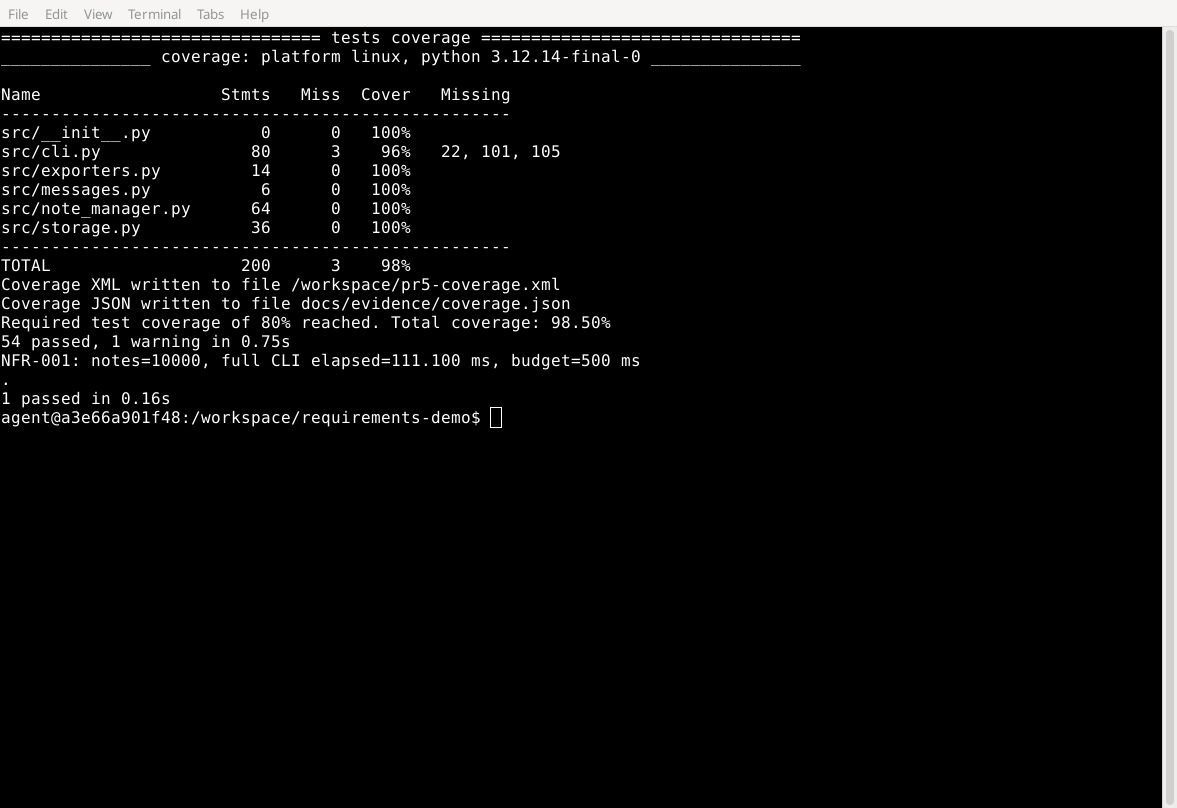 File Edit View Terminal Tabs Help
================================ tests coverage ================================
_______________ coverage: platform linux, python 3.12.14-final-0 _______________
Name                  Stmts   Miss  Cover   Missing
---------------------------------------------------
src/__init__.py           0      0   100%
src/cli.py               80      3    96%   22, 101, 105
src/exporters.py         14      0   100%
src/messages.py           6      0   100%
src/note_manager.py      64      0   100%
src/storage.py           36      0   100%
---------------------------------------------------
TOTAL                   200      3    98%
Coverage XML written to file /workspace/pr5-coverage.xml
Coverage JSON written to file docs/evidence/coverage.json
Required test coverage of 80% reached. Total coverage: 98.50%
54 passed, 1 warning in 0.75s
NFR-001: notes=10000, full CLI elapsed=111.100 ms, budget=500 ms
.
1 passed in 0.16s
agent@a3e66a901f48:/workspace/requirements-demo$